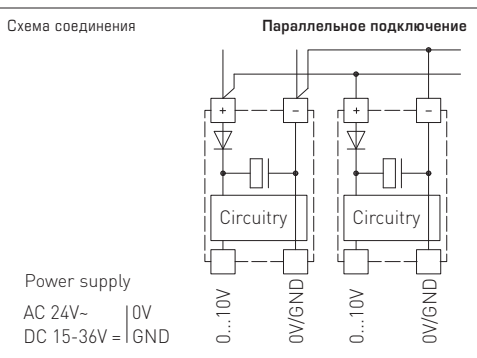 Схема соединения
Параллельное подключение
+ − + −
Circuitry Circuitry
Power supply
AC 24V~ 0V
DC 15-36V = GND
0...10V
0V/GND
0...10V
0V/GND